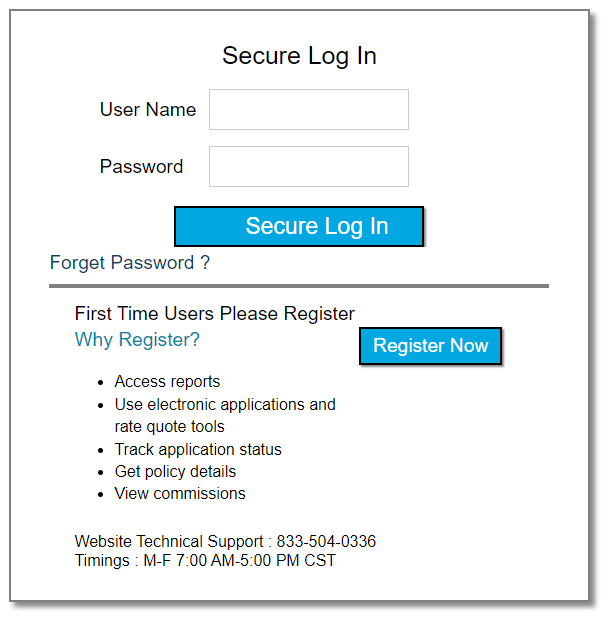 Secure Log In
User Name
Password
Secure Log In
Forget Password ?
First Time Users Please Register
Why Register?
Register Now
Access reports
Use electronic applications and
rate quote tools
Track application status
Get policy details
View commissions
Website Technical Support : 833-504-0336
Timings : M-F 7:00 AM-5:00 PM CST